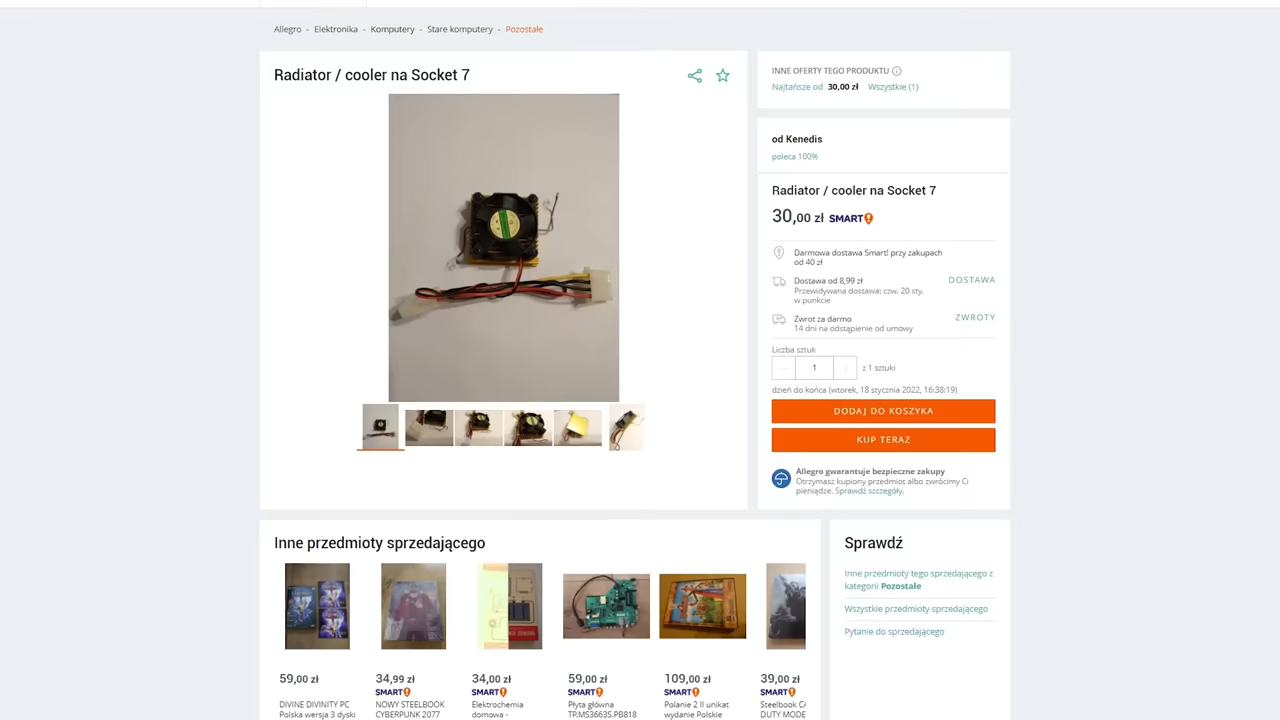 Allegro - Elektronika - Komputery - Stare komputery - Pozostałe
Radiator / cooler na Socket 7
INNE OFERTY TEGO PRODUKTU
Najtańsze od 30,00 zł Wszystkie (1)
od Kenedis
poleca 100%
Radiator / cooler na Socket 7
30,00 zł SMART!
Darmowa dostawa Smart! przy zakupach
od 40 zł
Dostawa od 8,99 zł
Przewidywana dostawa: czw. 20 sty.
w punkcie
DOSTAWA
Zwrot za darmo
14 dni na odstąpienie od umowy
ZWROTY
Liczba sztuk
1
z 1 sztuki
dzień do końca (wtorek, 18 stycznia 2022, 16:38:19)
DODAJ DO KOSZYKA
KUP TERAZ
Allegro gwarantuje bezpieczne zakupy
Otrzymasz kupiony przedmiot albo zwrócimy Ci
pieniądze. Sprawdź szczegóły.
Inne przedmioty sprzedającego
59,00 zł
DIVINE DIVINITY PC
Polska wersja 3 dyski
34,99 zł
SMART!
NOWY STEELBOOK
CYBERPUNK 2077
34,00 zł
SMART!
Elektrochemia
domowa -
59,00 zł
SMART!
Płyta główna
TP.MS3663S.PB818
109,00 zł
SMART!
Polanie 2 II unikat
wydanie Polskie
39,00 zł
SMART!
Steelbook CA
DUTY MODE
Sprawdź
Inne przedmioty tego sprzedającego z
kategorii Pozostałe
Wszystkie przedmioty sprzedającego
Pytanie do sprzedającego